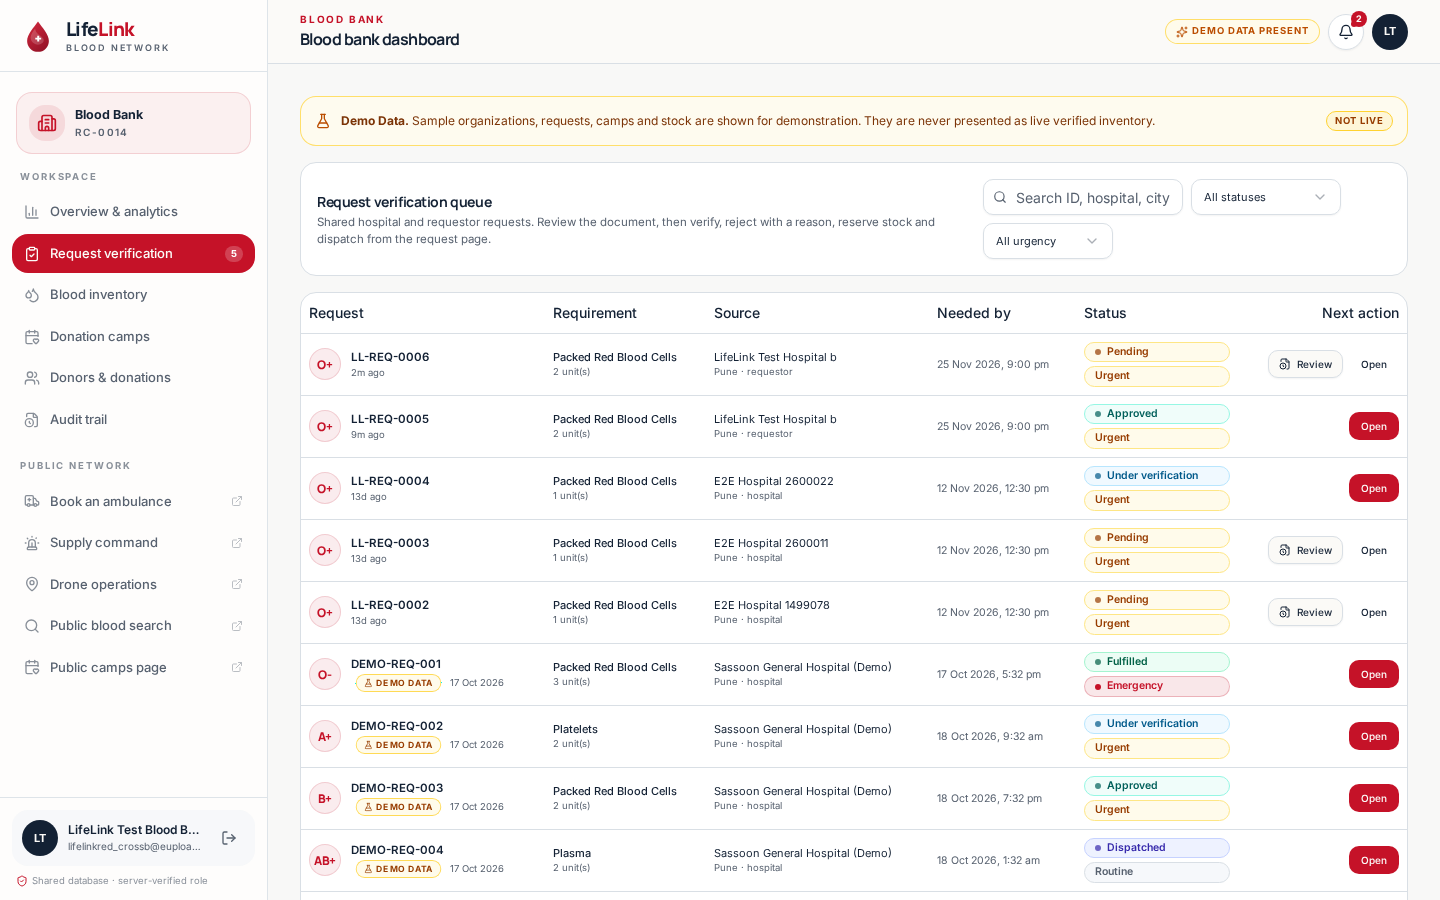 LifeLink
BLOOD NETWORK
Blood Bank
RC-0014
WORKSPACE
Overview & analytics
Request verification 5
Blood inventory
Donation camps
Donors & donations
Audit trail
PUBLIC NETWORK
Book an ambulance
Supply command
Drone operations
Public blood search
Public camps page
LT
LifeLink Test Blood B...
lifelinkred_crossb@euploa...
Shared database · server-verified role
BLOOD BANK
Blood bank dashboard
DEMO DATA PRESENT
2
LT
Demo Data. Sample organizations, requests, camps and stock are shown for demonstration. They are never presented as live verified inventory.
NOT LIVE
Request verification queue
Shared hospital and requestor requests. Review the document, then verify, reject with a reason, reserve stock and
dispatch from the request page.
Search ID, hospital, city
All statuses
All urgency
Request Requirement Source Needed by Status Next action
O+ LL-REQ-0006 Packed Red Blood Cells LifeLink Test Hospital b 25 Nov 2026, 9:00 pm Pending Review Open
2m ago 2 unit(s) Pune · requestor Urgent
O+ LL-REQ-0005 Packed Red Blood Cells LifeLink Test Hospital b 25 Nov 2026, 9:00 pm Approved Open
9m ago 2 unit(s) Pune · requestor Urgent
O+ LL-REQ-0004 Packed Red Blood Cells E2E Hospital 2600022 12 Nov 2026, 12:30 pm Under verification Open
13d ago 1 unit(s) Pune · hospital Urgent
O+ LL-REQ-0003 Packed Red Blood Cells E2E Hospital 2600011 12 Nov 2026, 12:30 pm Pending Review Open
13d ago 1 unit(s) Pune · hospital Urgent
O+ LL-REQ-0002 Packed Red Blood Cells E2E Hospital 1499078 12 Nov 2026, 12:30 pm Pending Review Open
13d ago 1 unit(s) Pune · hospital Urgent
O- DEMO-REQ-001 Packed Red Blood Cells Sassoon General Hospital (Demo) 17 Oct 2026, 5:32 pm Fulfilled Open
· DEMO DATA 17 Oct 2026 3 unit(s) Pune · hospital Emergency
A+ DEMO-REQ-002 Platelets Sassoon General Hospital (Demo) 18 Oct 2026, 9:32 am Under verification Open
DEMO DATA 17 Oct 2026 2 unit(s) Pune · hospital Urgent
B+ DEMO-REQ-003 Packed Red Blood Cells Sassoon General Hospital (Demo) 18 Oct 2026, 7:32 pm Approved Open
DEMO DATA 17 Oct 2026 2 unit(s) Pune · hospital Urgent
AB+ DEMO-REQ-004 Plasma Sassoon General Hospital (Demo) 18 Oct 2026, 1:32 am Dispatched Open
DEMO DATA 17 Oct 2026 2 unit(s) Pune · hospital Routine